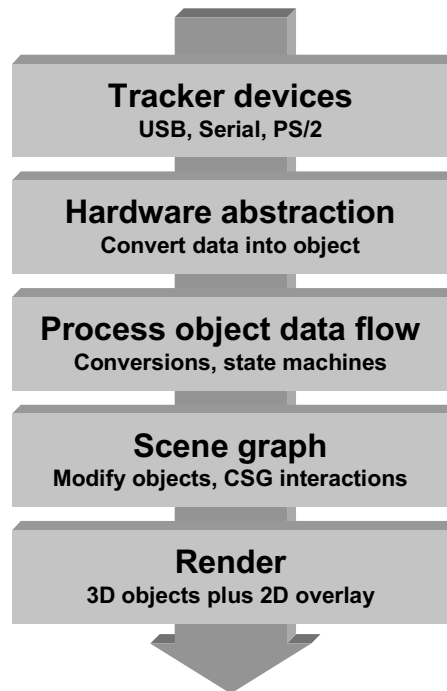 Tracker devices
USB, Serial, PS/2
Hardware abstraction
Convert data into object
Process object data flow
Conversions, state machines
Scene graph
Modify objects, CSG interactions
Render
3D objects plus 2D overlay